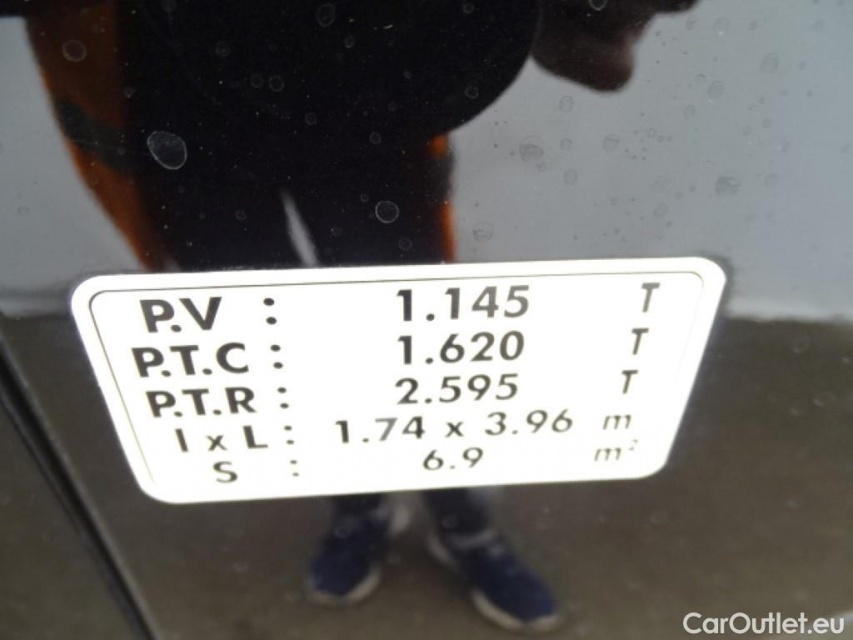 P.V : 1.145 T
P.T.C : 1.620 T
P.T.R : 2.595 T
l x L : 1.74 x 3.96 m
S : 6.9 m²
CarOutlet.eu